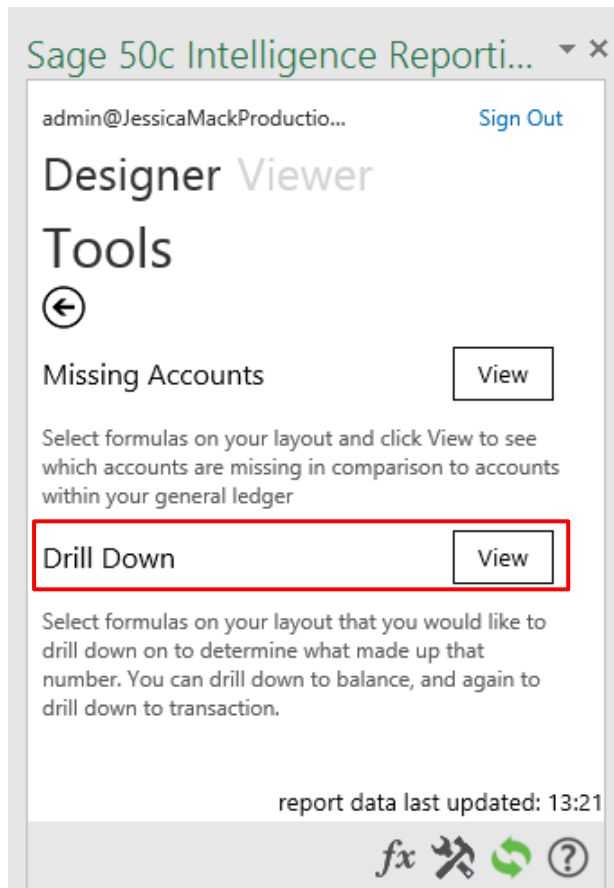 Sage 50c Intelligence Reporti...
admin@JessicaMackProductio... Sign Out
Designer Viewer
Tools
Missing Accounts View
Select formulas on your layout and click View to see
which accounts are missing in comparison to accounts
within your general ledger
Drill Down View
Select formulas on your layout that you would like to
drill down on to determine what made up that
number. You can drill down to balance, and again to
drill down to transaction.
report data last updated: 13:21
fx ?